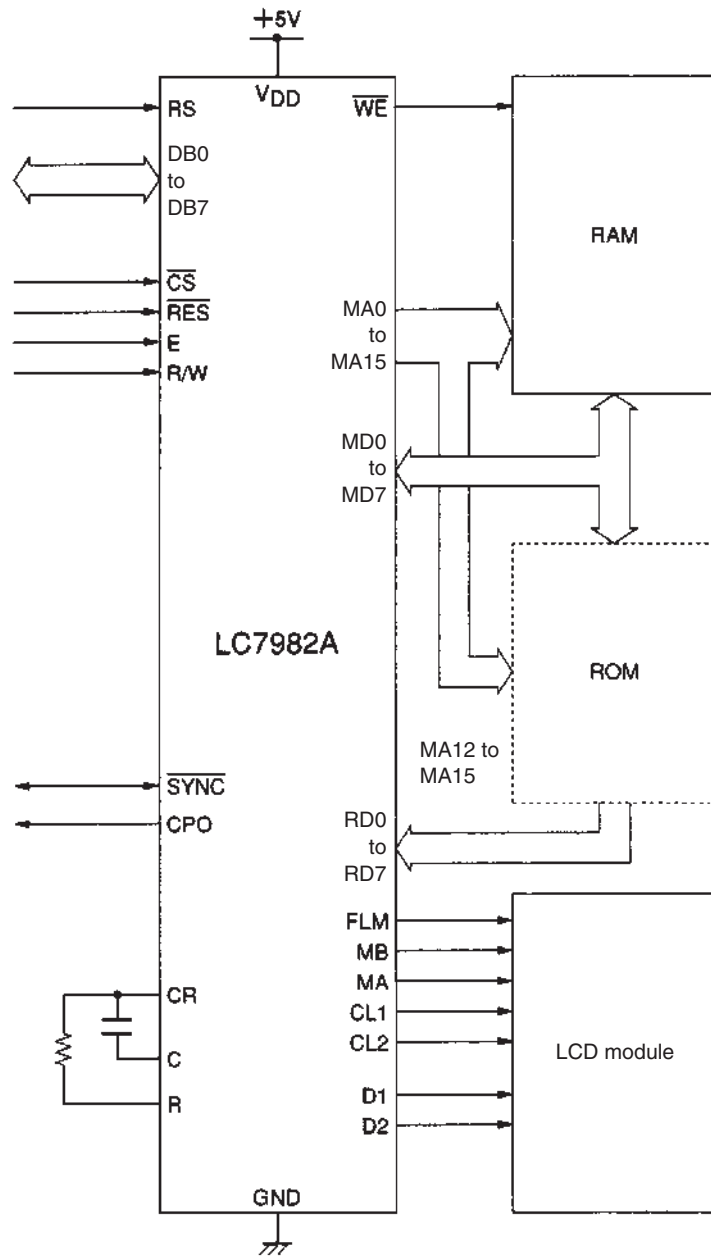 +5V
VDD
RS
DB0
to
DB7
CS
RES
E
R/W
SYNC
CPO
CR
C
R
LC7982A
GND
WE
MA0
to
MA15
MD0
to
MD7
MA12 to
MA15
RD0
to
RD7
FLM
MB
MA
CL1
CL2
D1
D2
RAM
ROM
LCD module